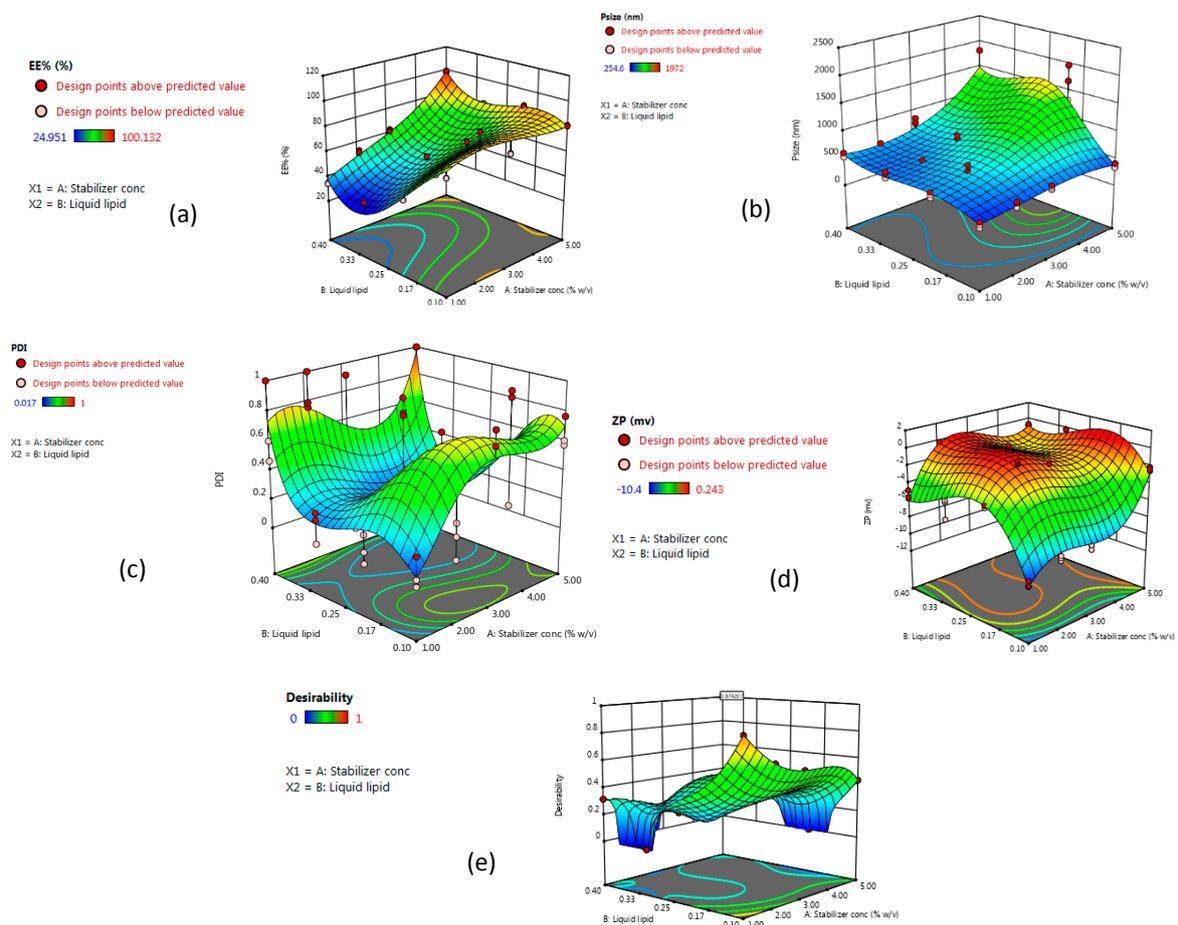 EE% (%)
Design points above predicted value
Design points below predicted value
24.951 100.132
X1 = A: Stabilizer conc
X2 = B: Liquid lipid
(a)
120
100
80
60
40
20
EE% (%)
0.40
0.33
0.25
0.17
0.10
1.00
2.00
3.00
4.00
5.00
B: Liquid lipid
A: Stabilizer conc (% w/v)
Psize (nm)
Design points above predicted value
Design points below predicted value
254.6 1972
X1 = A: Stabilizer conc
X2 = B: Liquid lipid
(b)
2500
2000
1500
1000
500
0
Psize (nm)
0.40
0.33
0.25
0.17
0.10
1.00
2.00
3.00
4.00
5.00
B: Liquid lipid
A: Stabilizer conc (% w/v)
PDI
Design points above predicted value
Design points below predicted value
0.017 1
X1 = A: Stabilizer conc
X2 = B: Liquid lipid
(c)
1
0.8
0.6
0.4
0.2
0
PDI
0.40
0.33
0.25
0.17
0.10
1.00
2.00
3.00
4.00
5.00
B: Liquid lipid
A: Stabilizer conc (% w/v)
ZP (mv)
Design points above predicted value
Design points below predicted value
-10.4 0.243
X1 = A: Stabilizer conc
X2 = B: Liquid lipid
(d)
2
0
-2
-4
-6
-8
-10
-12
ZP (mv)
0.40
0.33
0.25
0.17
0.10
1.00
2.00
3.00
4.00
5.00
B: Liquid lipid
A: Stabilizer conc (% w/v)
Desirability
0 1
X1 = A: Stabilizer conc
X2 = B: Liquid lipid
(e)
1
0.8
0.6
0.4
0.2
0
Desirability
0.40
0.33
0.25
0.17
0.10
1.00
2.00
3.00
4.00
5.00
B: Liquid lipid
A: Stabilizer conc (% w/v)